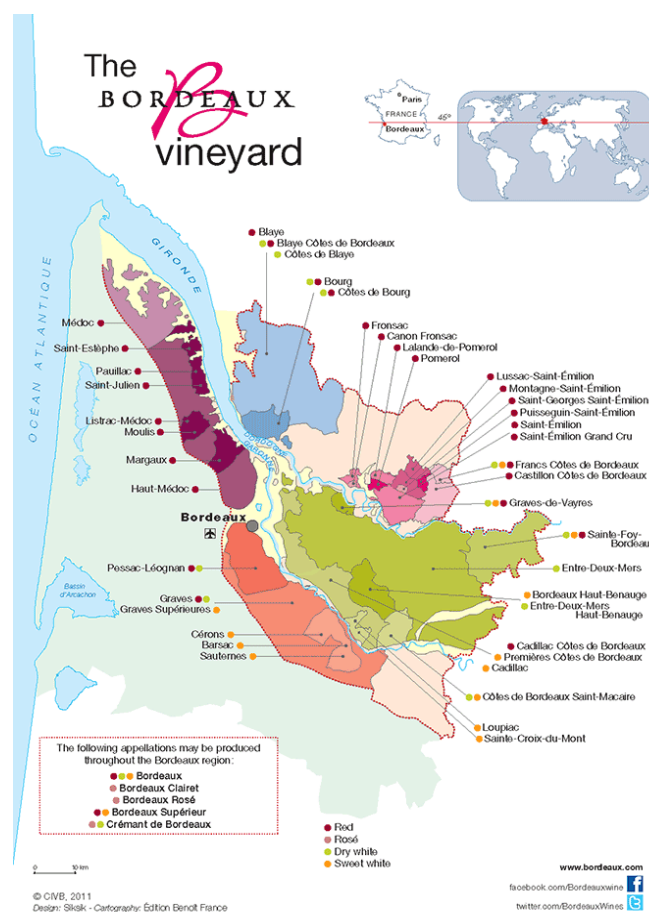 The
BORDEAUX
vineyard
Paris
FRANCE
45º
Bordeaux
OCÉAN ATLANTIQUE
GIRONDE
Blaye
Blaye Côtes de Bordeaux
Côtes de Blaye
Bourg
Côtes de Bourg
Fronsac
Canon Fronsac
Lalande-de-Pomerol
Pomerol
Médoc
Saint-Estèphe
Pauillac
Saint-Julien
Listrac-Médoc
Moulis
Margaux
Haut-Médoc
Lussac-Saint-Émilion
Montagne-Saint-Émilion
Saint-Georges Saint-Émilion
Puisseguin-Saint-Émilion
Saint-Émilion
Saint-Émilion Grand Cru
Francs Côtes de Bordeaux
Castillon Côtes de Bordeaux
Graves-de-Vayres
DORDOGNE
GARONNE
Bordeaux
Sainte-Foy-
Bordeau
Pessac-Léognan
Entre-Deux-Mers
Bassin
d'Arcachon
Graves
Graves Supérieures
Bordeaux Haut-Benauge
Entre-Deux-Mers
Haut-Benauge
Cérons
Barsac
Sauternes
Cadillac Côtes de Bordeaux
Premières Côtes de Bordeaux
Cadillac
Côtes de Bordeaux Saint-Macaire
Loupiac
Sainte-Croix-du-Mont
The following appellations may be produced
throughout the Bordeaux region:
Bordeaux
Bordeaux Clairet
Bordeaux Rosé
Bordeaux Supérieur
Crémant de Bordeaux
Red
Rosé
Dry white
Sweet white
0 10 km
© CIVB, 2011
Design: Siksik - Cartography: Édition Benoît France
www.bordeaux.com
facebook.com/Bordeauxwine
twitter.com/BordeauxWines